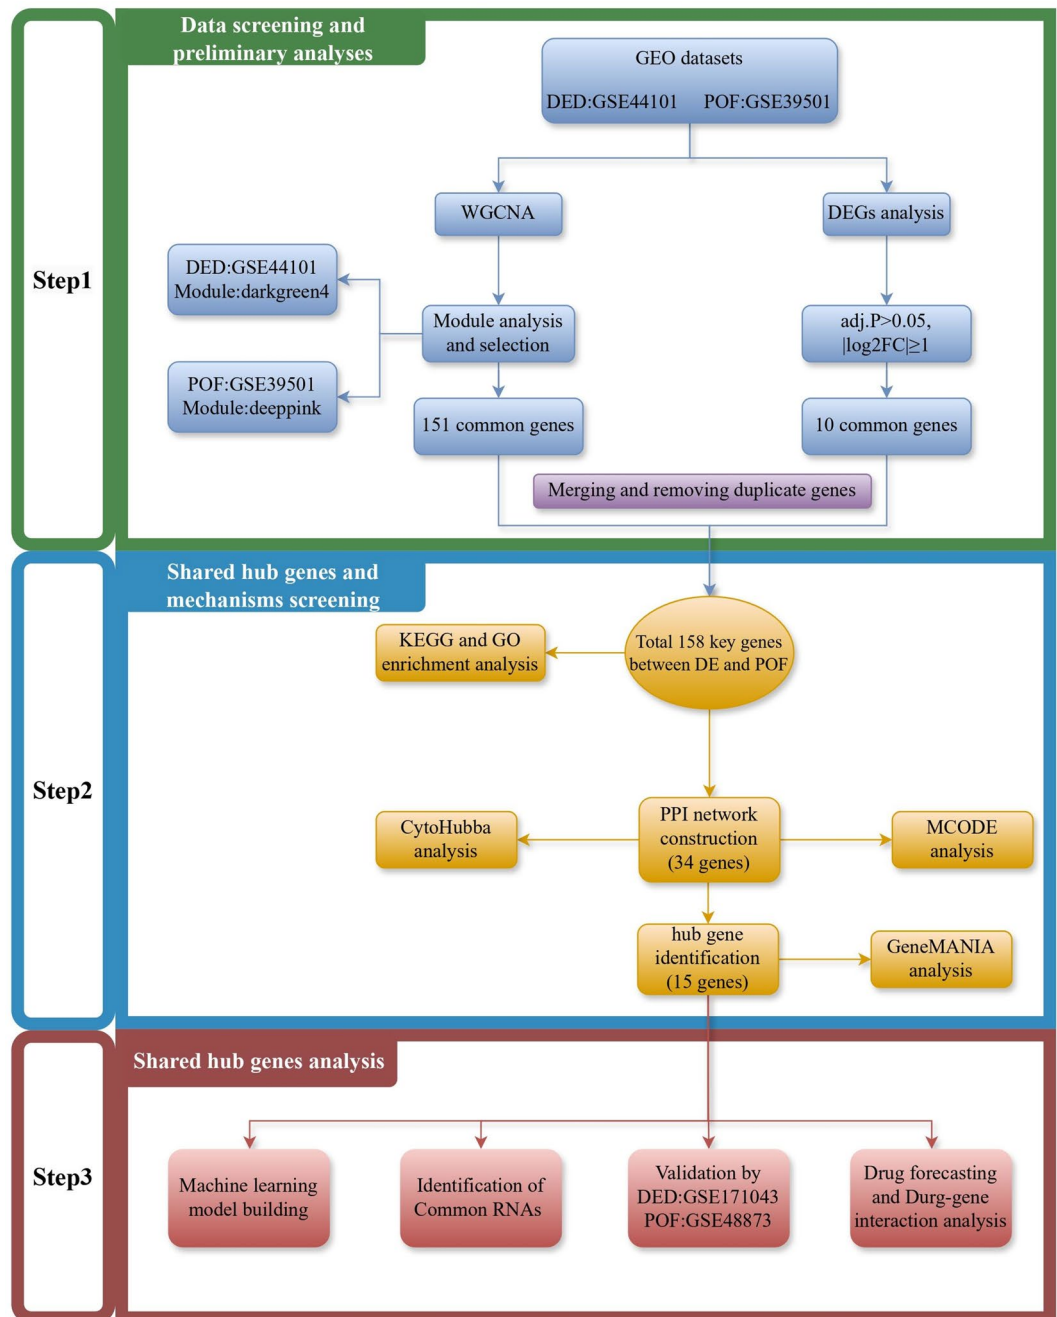 Data screening and
preliminary analyses
GEO datasets
DED:GSE44101 POF:GSE39501
WGCNA
DEGs analysis
DED:GSE44101
Module:darkgreen4
Step1
Module analysis
and selection
adj.P>0.05,
|log2FC|≥1
POF:GSE39501
Module:deeppink
151 common genes
10 common genes
Merging and removing duplicate genes
Shared hub genes and
mechanisms screening
KEGG and GO
enrichment analysis
Total 158 key genes
between DE and POF
Step2
CytoHubba
analysis
PPI network
construction
(34 genes)
MCODE
analysis
hub gene
identification
(15 genes)
GeneMANIA
analysis
Shared hub genes analysis
Step3
Machine learning
model building
Identification of
Common RNAs
Validation by
DED:GSE171043
POF:GSE48873
Drug forecasting
and Durg-gene
interaction analysis